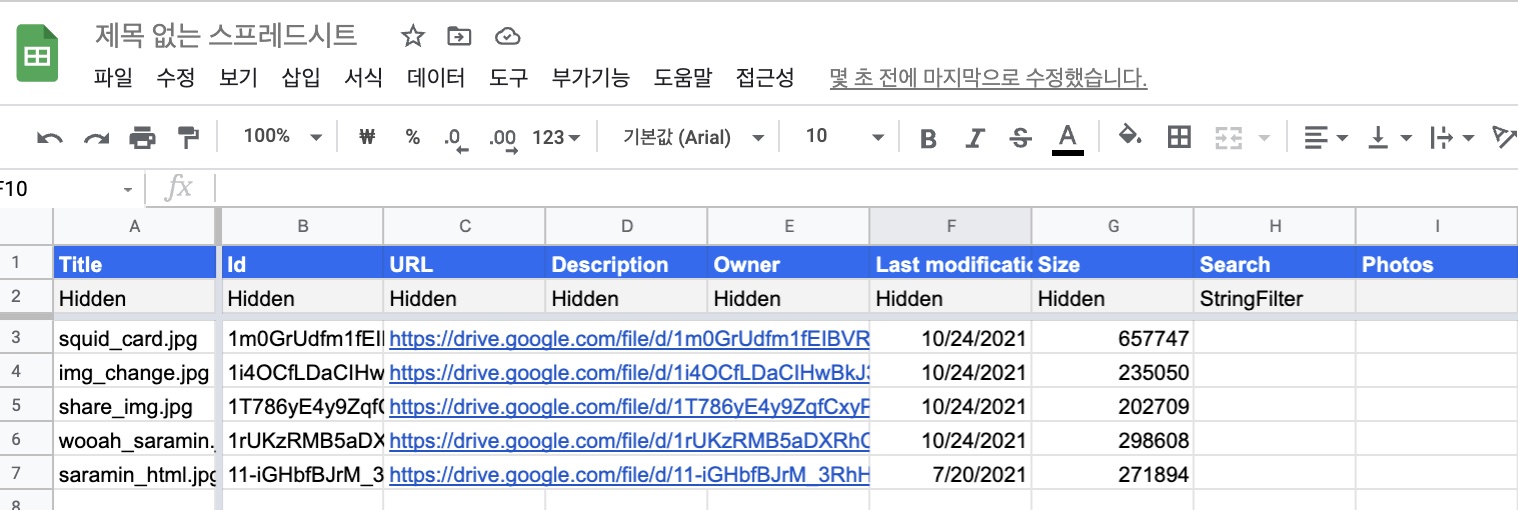 제목 없는 스프레드시트
파일 수정 보기 삽입 서식 데이터 도구 부가기능 도움말 접근성 몇 초 전에 마지막으로 수정했습니다.
100% ₩ % .0 .00 123 기본값 (Arial) 10 B I S A
F10 fx
A B C D E F G H I
1 Title Id URL Description Owner Last modificatio Size Search Photos
2 Hidden Hidden Hidden Hidden Hidden Hidden Hidden StringFilter
3 squid_card.jpg 1m0GrUdfm1fEI https://drive.google.com/file/d/1m0GrUdfm1fEIBVR 10/24/2021 657747
4 img_change.jpg 1i4OCfLDaCIHw https://drive.google.com/file/d/1i4OCfLDaCIHwBkJ 10/24/2021 235050
5 share_img.jpg 1T786yE4y9Zqf https://drive.google.com/file/d/1T786yE4y9ZqfCxyF 10/24/2021 202709
6 wooah_saramin. 1rUKzRMB5aDX https://drive.google.com/file/d/1rUKzRMB5aDXRhC 10/24/2021 298608
7 saramin_html.jpg 11-iGHbfBJrM_3 https://drive.google.com/file/d/11-iGHbfBJrM_3RhH 7/20/2021 271894
8